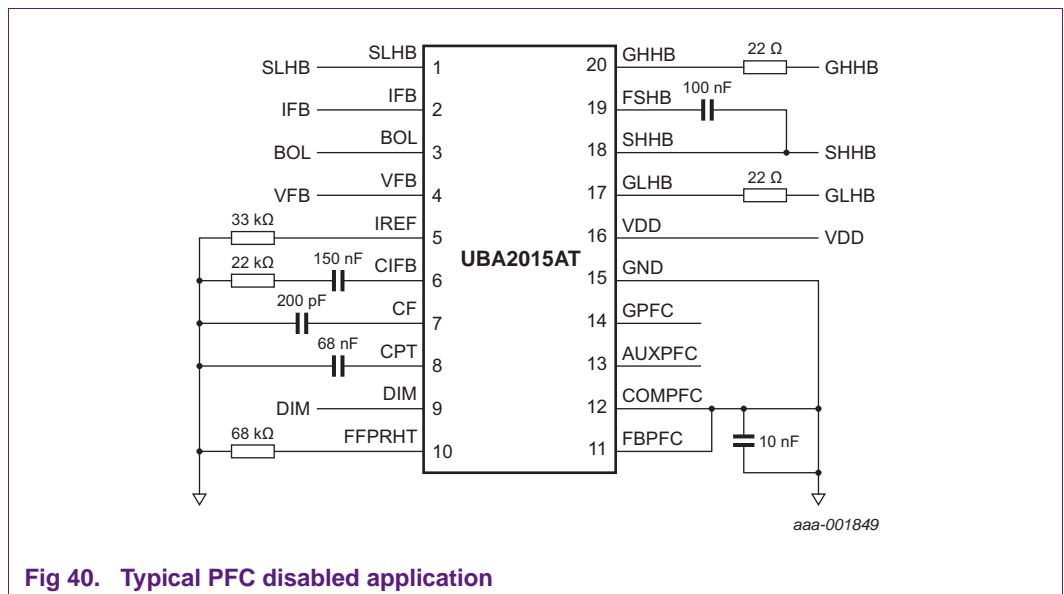 SLHB SLHB 1 20 GHHB 22 Ω GHHB
IFB IFB 2 19 FSHB 100 nF
BOL BOL 3 18 SHHB SHHB
VFB VFB 4 17 GLHB 22 Ω GLHB
33 kΩ IREF 5 16 VDD VDD
UBA2015AT
22 kΩ 150 nF CIFB 6 15 GND
200 pF CF 7 14 GPFC
68 nF CPT 8 13 AUXPFC
DIM DIM 9 12 COMPFC
68 kΩ FFPRHT 10 11 FBPFC 10 nF
aaa-001849
Fig 40. Typical PFC disabled application